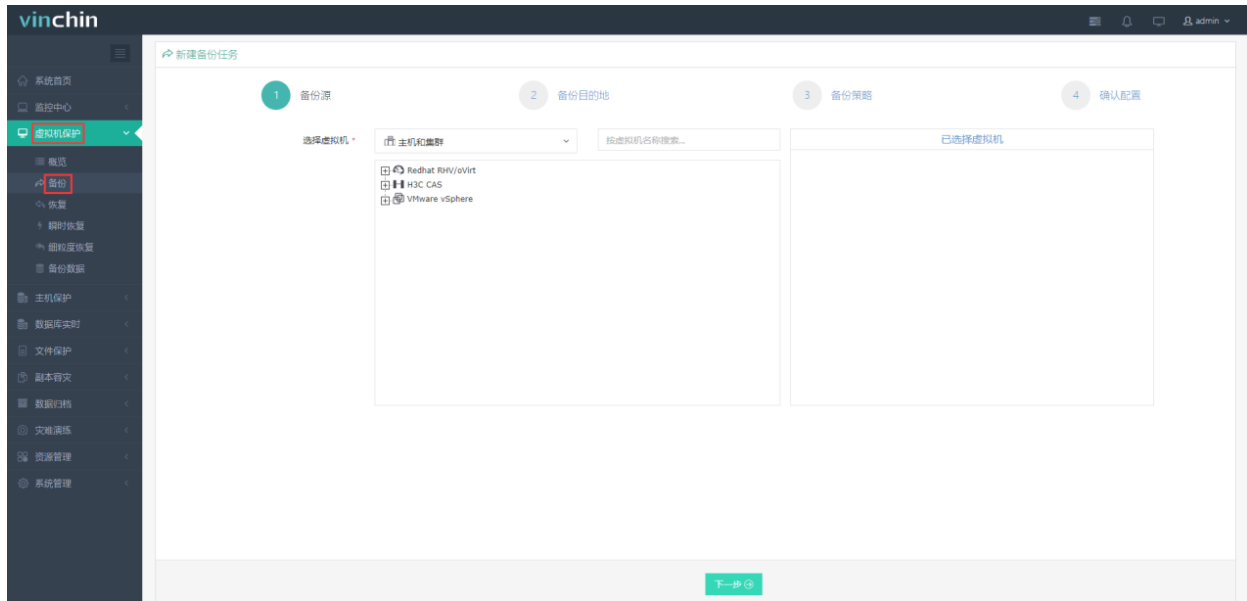 vinchin
admin
新建备份任务
系统首页
监控中心
虚拟机保护
概览
备份
恢复
瞬时恢复
细粒度恢复
备份数据
主机保护
数据库实时
文件保护
副本容灾
数据归档
灾难演练
资源管理
系统管理
1 备份源
2 备份目的地
3 备份策略
4 确认配置
选择虚拟机 *
主机和集群
按虚拟机名称搜索...
已选择虚拟机
Redhat RHV/oVirt
H3C CAS
VMware vSphere
下一步